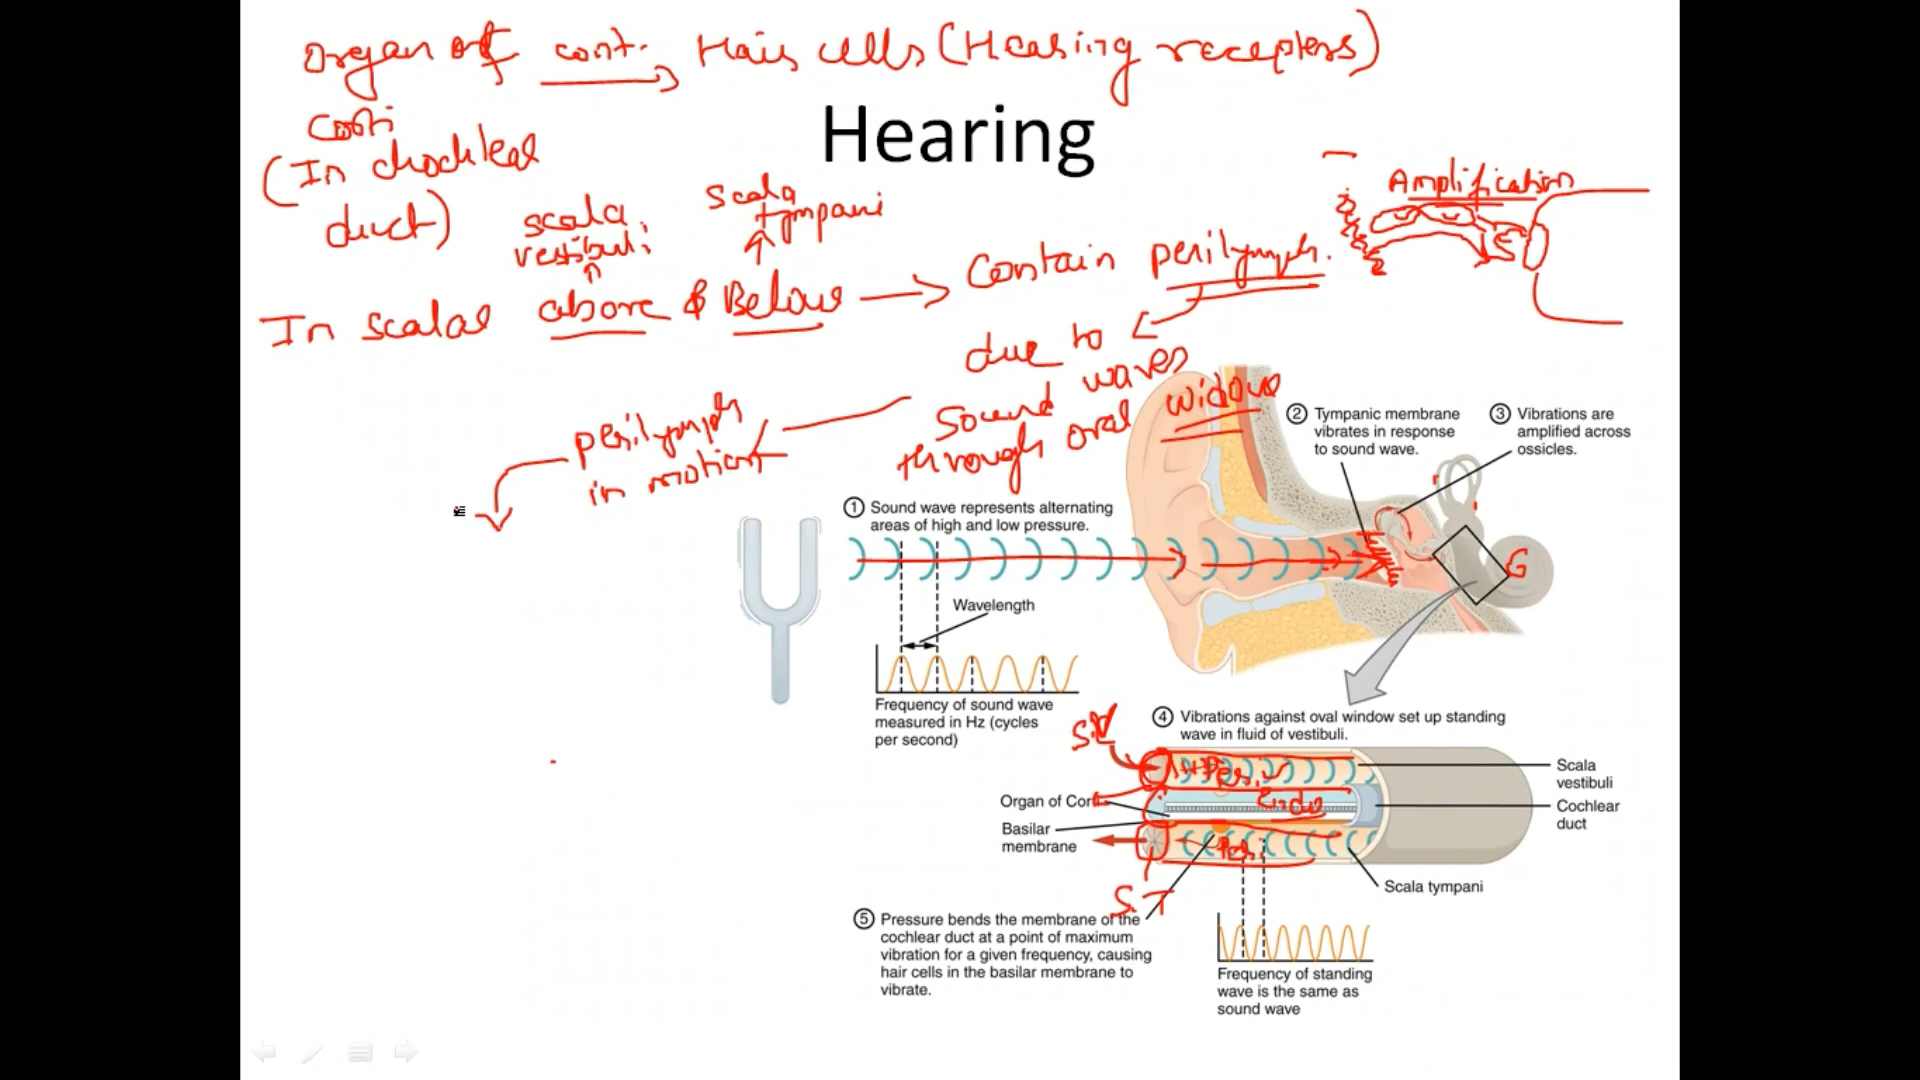 Organ of cont. Hair cells (Hearing receptors)
Corti
(In chochlear
duct)
Hearing
scala
vestibuli
scala
tympani
Amplification
In scalae above & Below
Contain perilymph.
due to
sound waves
through oval widow
perilymph
in motion
① Sound wave represents alternating
areas of high and low pressure.
② Tympanic membrane
vibrates in response
to sound wave.
③ Vibrations are
amplified across
ossicles.
Wavelength
Frequency of sound wave
measured in Hz (cycles
per second)
④ Vibrations against oval window set up standing
wave in fluid of vestibuli.
S.V
Peri.
Endo
Peri.
S.T
Organ of Corti
Basilar
membrane
Scala
vestibuli
Cochlear
duct
Scala tympani
⑤ Pressure bends the membrane of the
cochlear duct at a point of maximum
vibration for a given frequency, causing
hair cells in the basilar membrane to
vibrate.
Frequency of standing
wave is the same as
sound wave